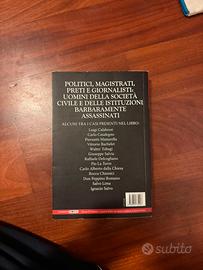 POLITICI, MAGISTRATI,
PRETI E GIORNALISTI:
UOMINI DELLA SOCIETÀ
CIVILE E DELLE ISTITUZIONI
BARBARAMENTE
ASSASSINATI
ALCUNI FRA I CASI PRESENTI NEL LIBRO:
Luigi Calabresi
Carlo Casalegno
Piersanti Mattarella
Vittorio Bachelet
Walter Tobagi
Giuseppe Salvia
Raffaele Delcogliano
Pio La Torre
Carlo Alberto dalla Chiesa
Rocco Chinnici
Don Peppino Romano
Salvo Lima
Ignazio Salvo
subito